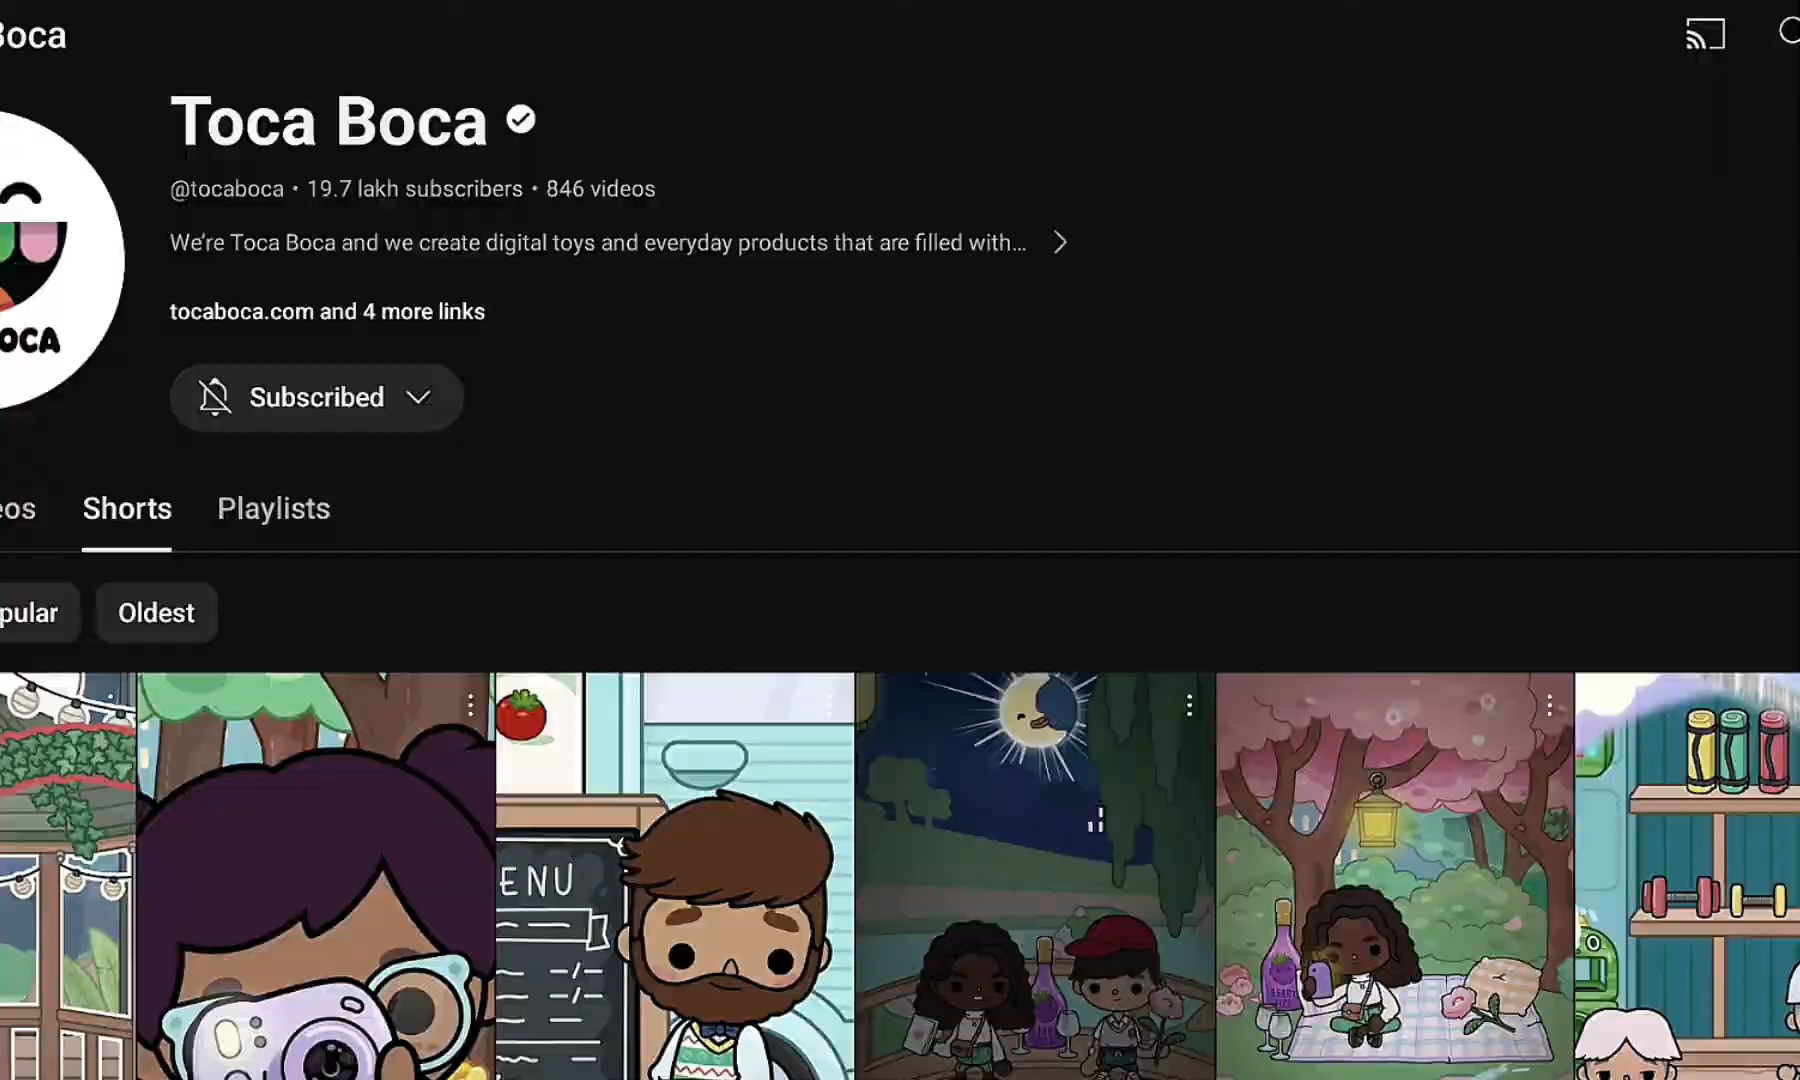 Boca
Toca Boca
@tocaboca • 19.7 lakh subscribers • 846 videos
We're Toca Boca and we create digital toys and everyday products that are filled with...
tocaboca.com and 4 more links
OCA
Subscribed
eos Shorts Playlists
pular Oldest
ENU
BERRY